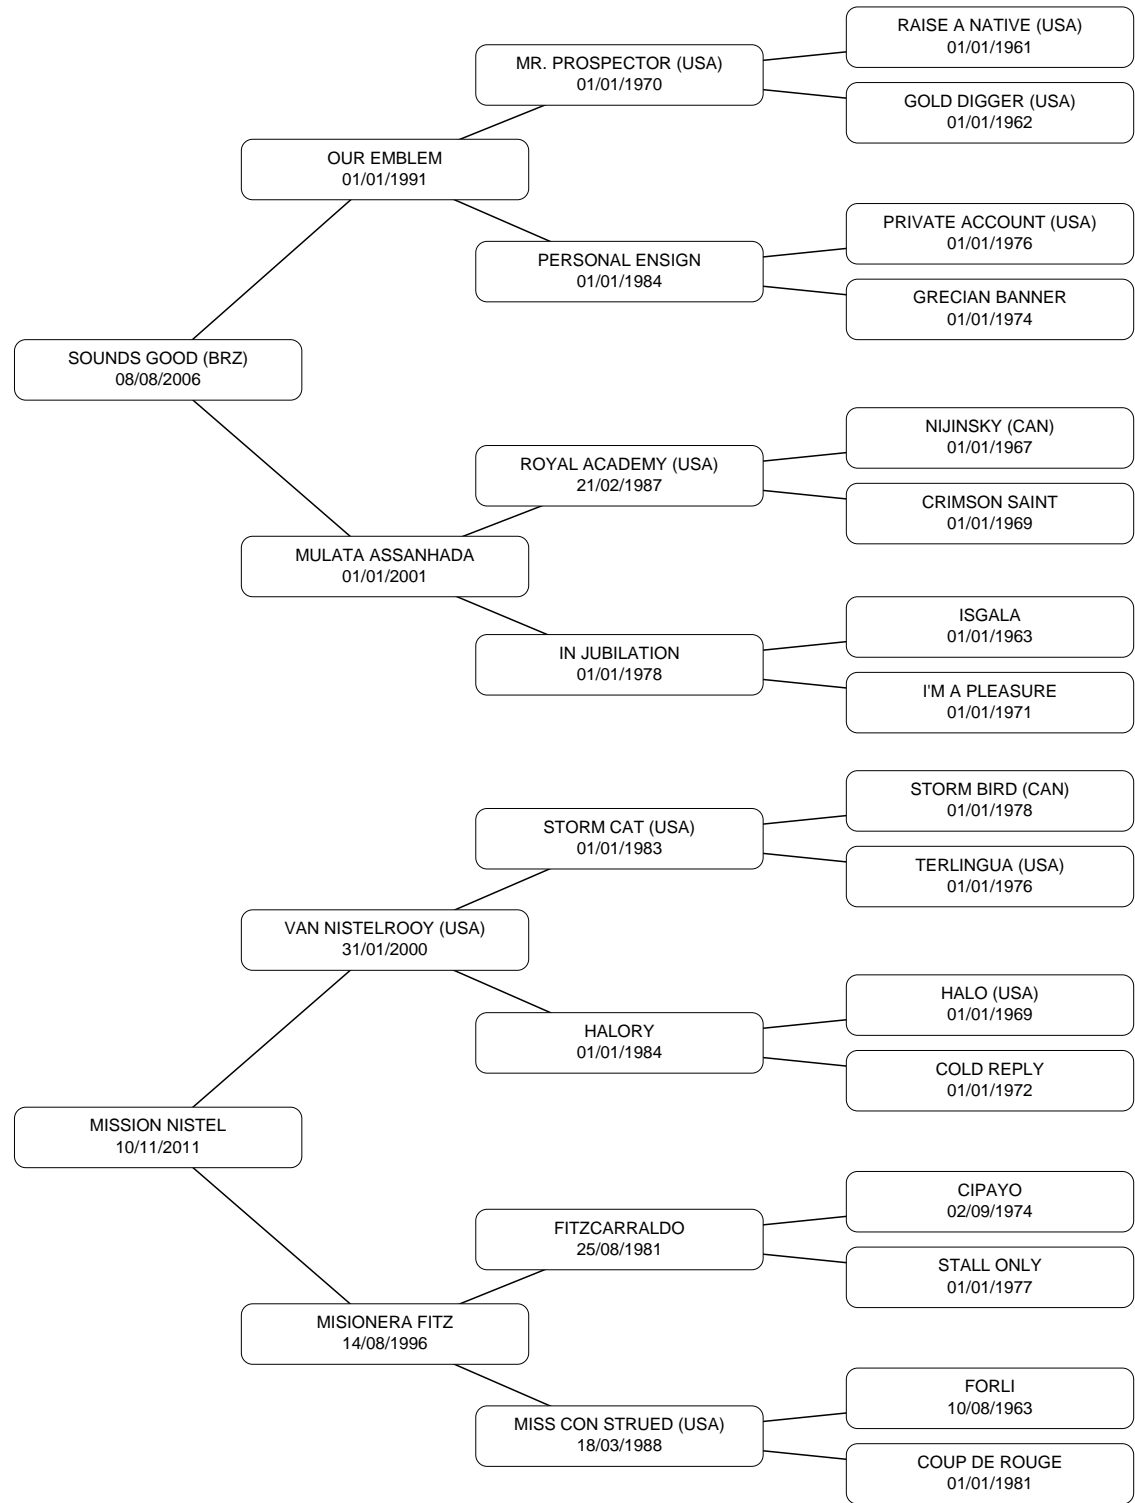 RAISE A NATIVE (USA)
01/01/1961
MR. PROSPECTOR (USA)
01/01/1970
GOLD DIGGER (USA)
01/01/1962
OUR EMBLEM
01/01/1991
PRIVATE ACCOUNT (USA)
01/01/1976
PERSONAL ENSIGN
01/01/1984
GRECIAN BANNER
01/01/1974
SOUNDS GOOD (BRZ)
08/08/2006
NIJINSKY (CAN)
01/01/1967
ROYAL ACADEMY (USA)
21/02/1987
CRIMSON SAINT
01/01/1969
MULATA ASSANHADA
01/01/2001
ISGALA
01/01/1963
IN JUBILATION
01/01/1978
I'M A PLEASURE
01/01/1971
STORM BIRD (CAN)
01/01/1978
STORM CAT (USA)
01/01/1983
TERLINGUA (USA)
01/01/1976
VAN NISTELROOY (USA)
31/01/2000
HALO (USA)
01/01/1969
HALORY
01/01/1984
COLD REPLY
01/01/1972
MISSION NISTEL
10/11/2011
CIPAYO
02/09/1974
FITZCARRALDO
25/08/1981
STALL ONLY
01/01/1977
MISIONERA FITZ
14/08/1996
FORLI
10/08/1963
MISS CON STRUED (USA)
18/03/1988
COUP DE ROUGE
01/01/1981